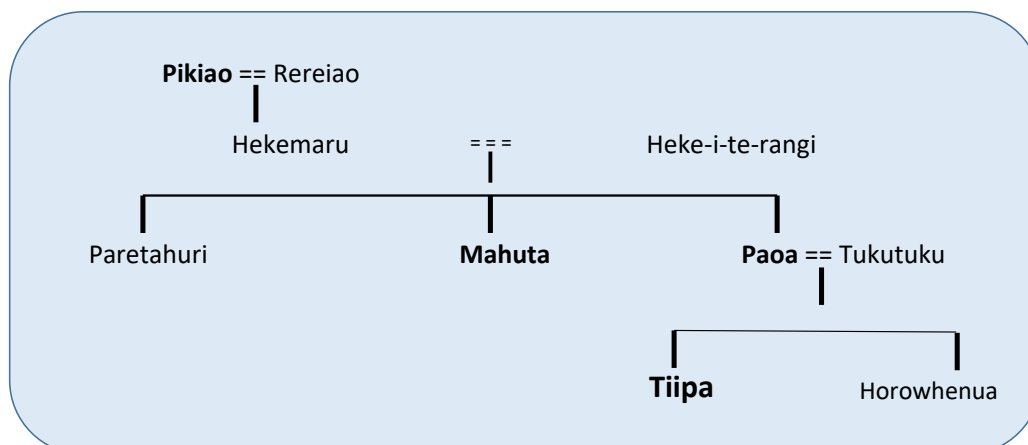 Pikiao == Rereiao
Hekemaru = = = Heke-i-te-rangi
Paretahuri Mahuta Paoa == Tukutuku
Tiipa Horowhenua